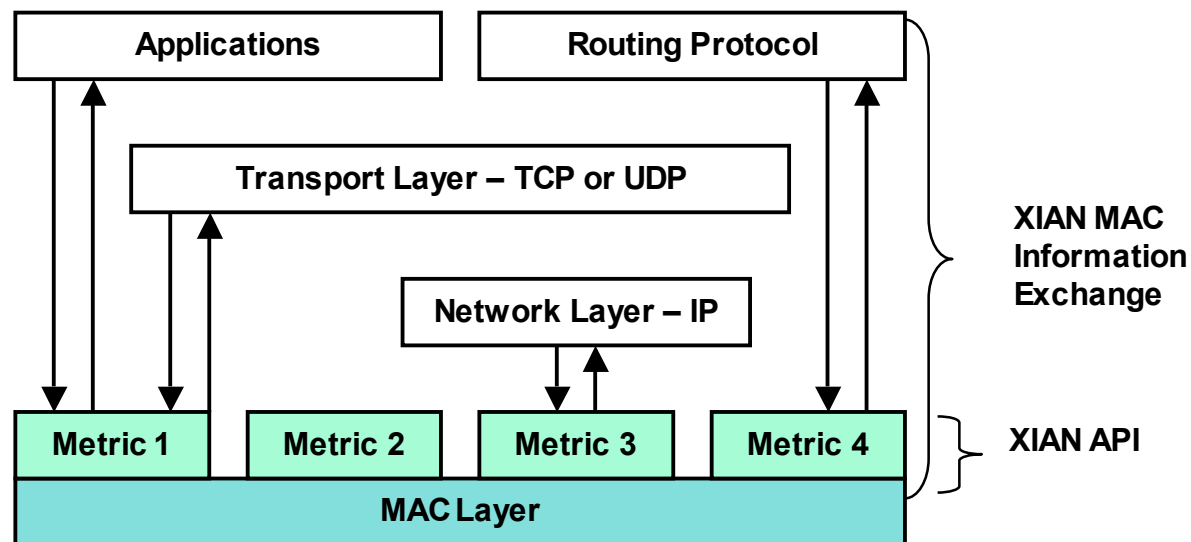 Applications
Routing Protocol
Transport Layer – TCP or UDP
XIAN MAC
Information
Exchange
Network Layer – IP
Metric 1
Metric 2
Metric 3
Metric 4
XIAN API
MAC Layer